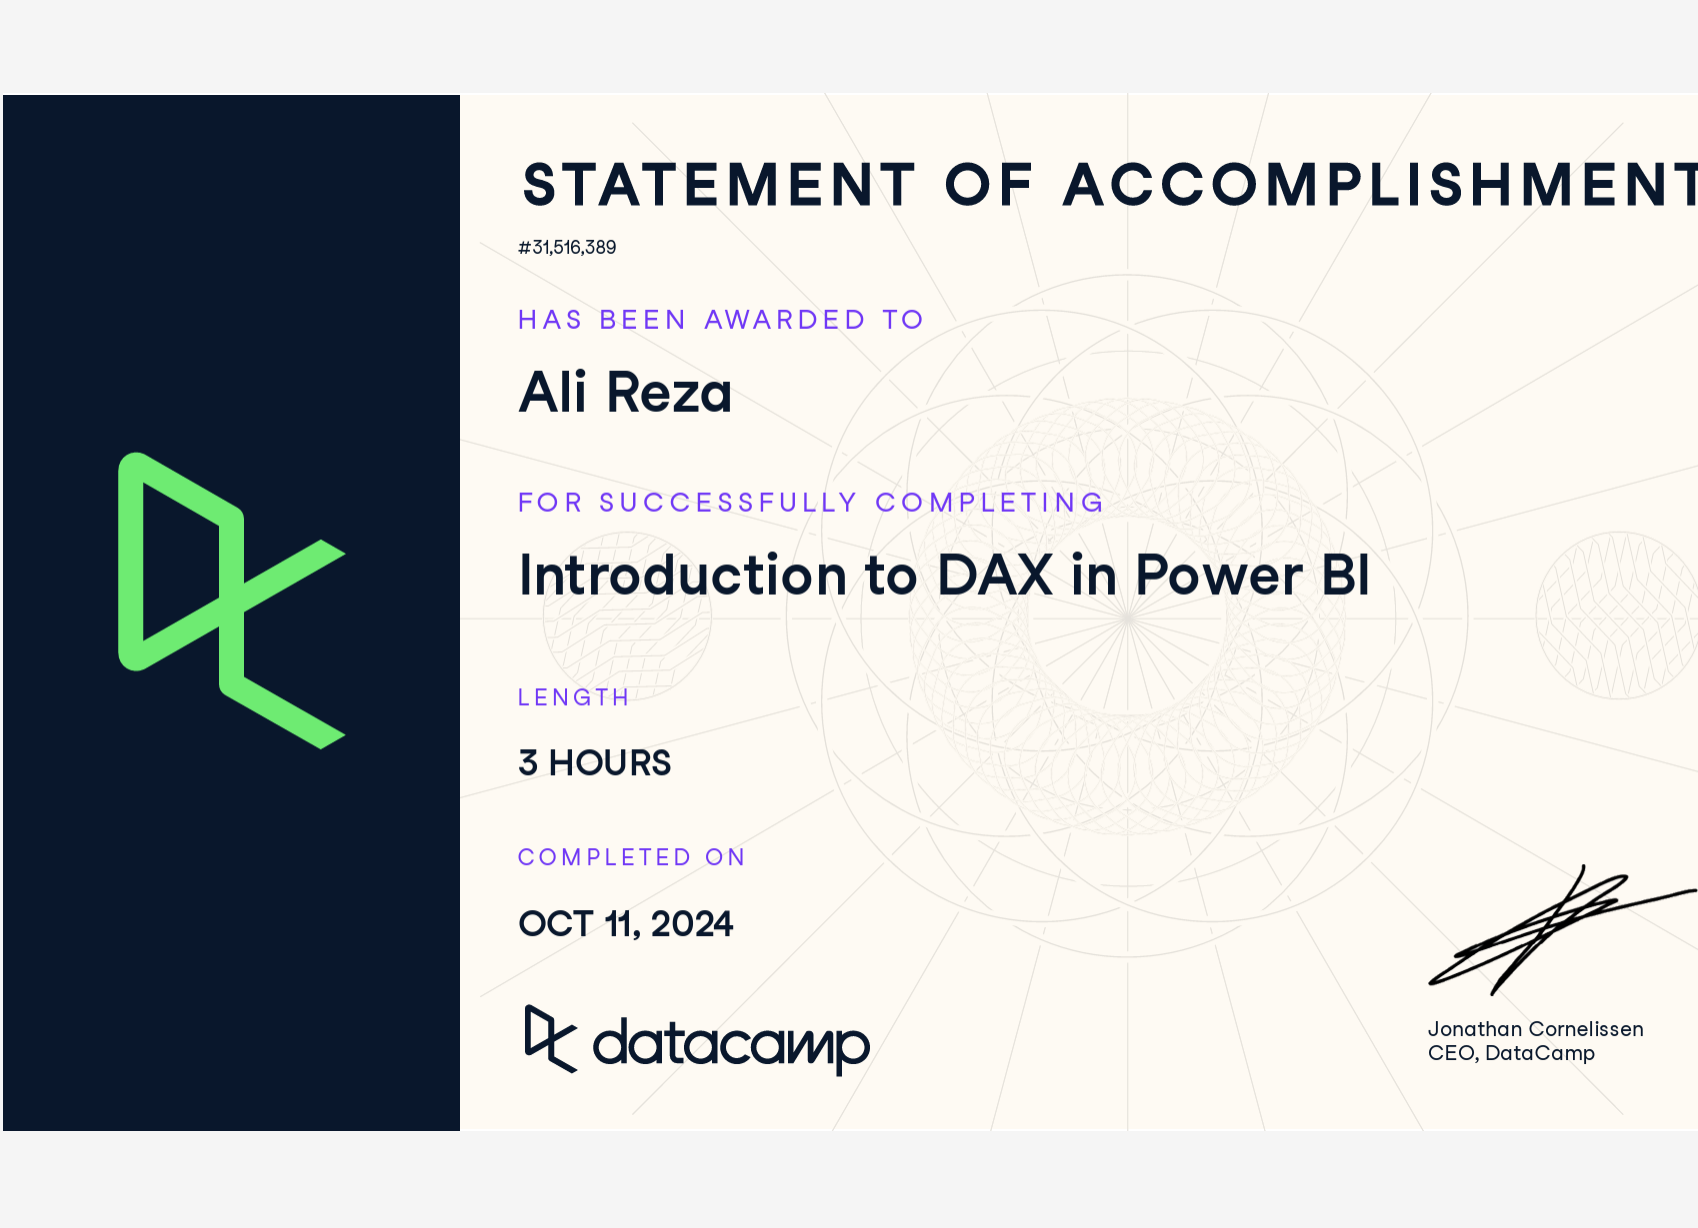 STATEMENT OF ACCOMPLISHMENT
#31,516,389
HAS BEEN AWARDED TO
Ali Reza
FOR SUCCESSFULLY COMPLETING
Introduction to DAX in Power BI
LENGTH
3 HOURS
COMPLETED ON
OCT 11, 2024
datacamp
Jonathan Cornelissen
CEO, DataCamp